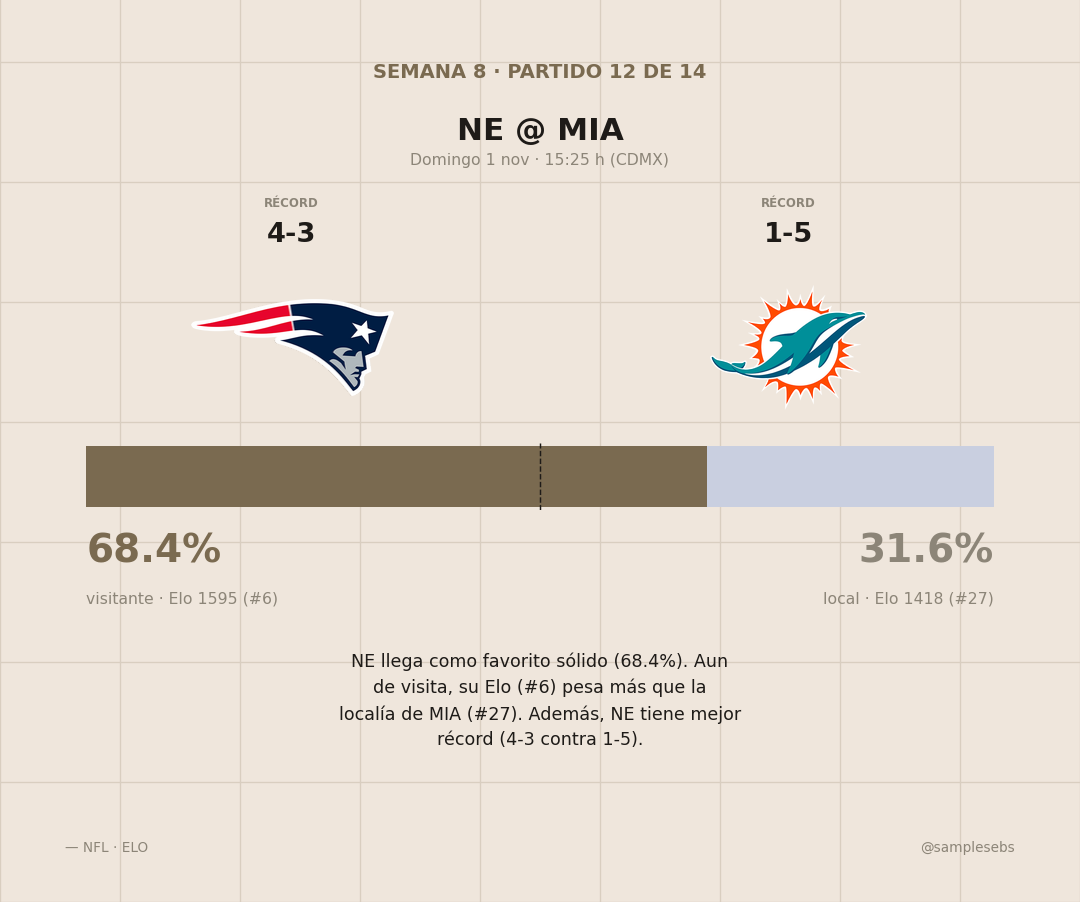 SEMANA 8 · PARTIDO 12 DE 14
NE @ MIA
Domingo 1 nov · 15:25 h (CDMX)
RÉCORD
4-3
RÉCORD
1-5
68.4%
31.6%
visitante · Elo 1595 (#6)
local · Elo 1418 (#27)
NE llega como favorito sólido (68.4%). Aun
de visita, su Elo (#6) pesa más que la
localía de MIA (#27). Además, NE tiene mejor
récord (4-3 contra 1-5).
— NFL · ELO
@samplesebs